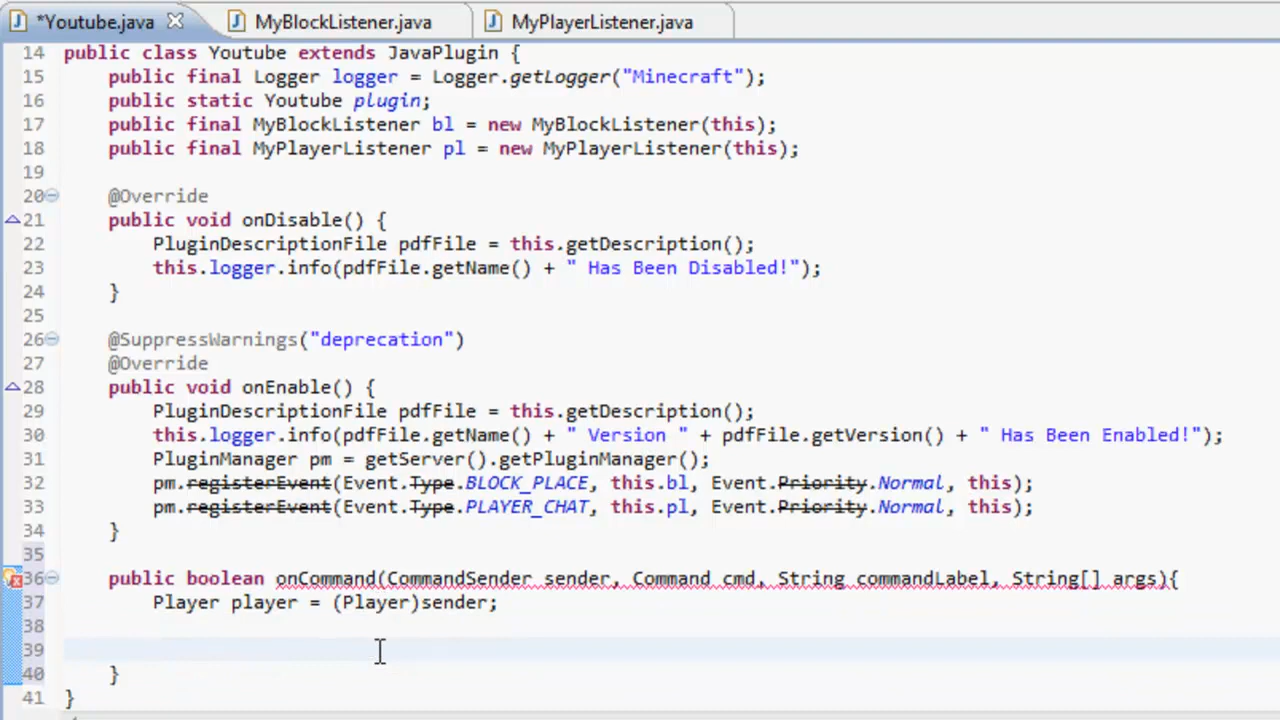 *Youtube.java MyBlockListener.java MyPlayerListener.java
14 public class Youtube extends JavaPlugin {
15 public final Logger logger = Logger.getLogger("Minecraft");
16 public static Youtube plugin;
17 public final MyBlockListener bl = new MyBlockListener(this);
18 public final MyPlayerListener pl = new MyPlayerListener(this);
19
20 @Override
21 public void onDisable() {
22 PluginDescriptionFile pdfFile = this.getDescription();
23 this.logger.info(pdfFile.getName() + " Has Been Disabled!");
24 }
25
26 @SuppressWarnings("deprecation")
27 @Override
28 public void onEnable() {
29 PluginDescriptionFile pdfFile = this.getDescription();
30 this.logger.info(pdfFile.getName() + " Version " + pdfFile.getVersion() + " Has Been Enabled!");
31 PluginManager pm = getServer().getPluginManager();
32 pm.registerEvent(Event.Type.BLOCK_PLACE, this.bl, Event.Priority.Normal, this);
33 pm.registerEvent(Event.Type.PLAYER_CHAT, this.pl, Event.Priority.Normal, this);
34 }
35
36 public boolean onCommand(CommandSender sender, Command cmd, String commandLabel, String[] args){
37 Player player = (Player)sender;
38
39
40 }
41 }